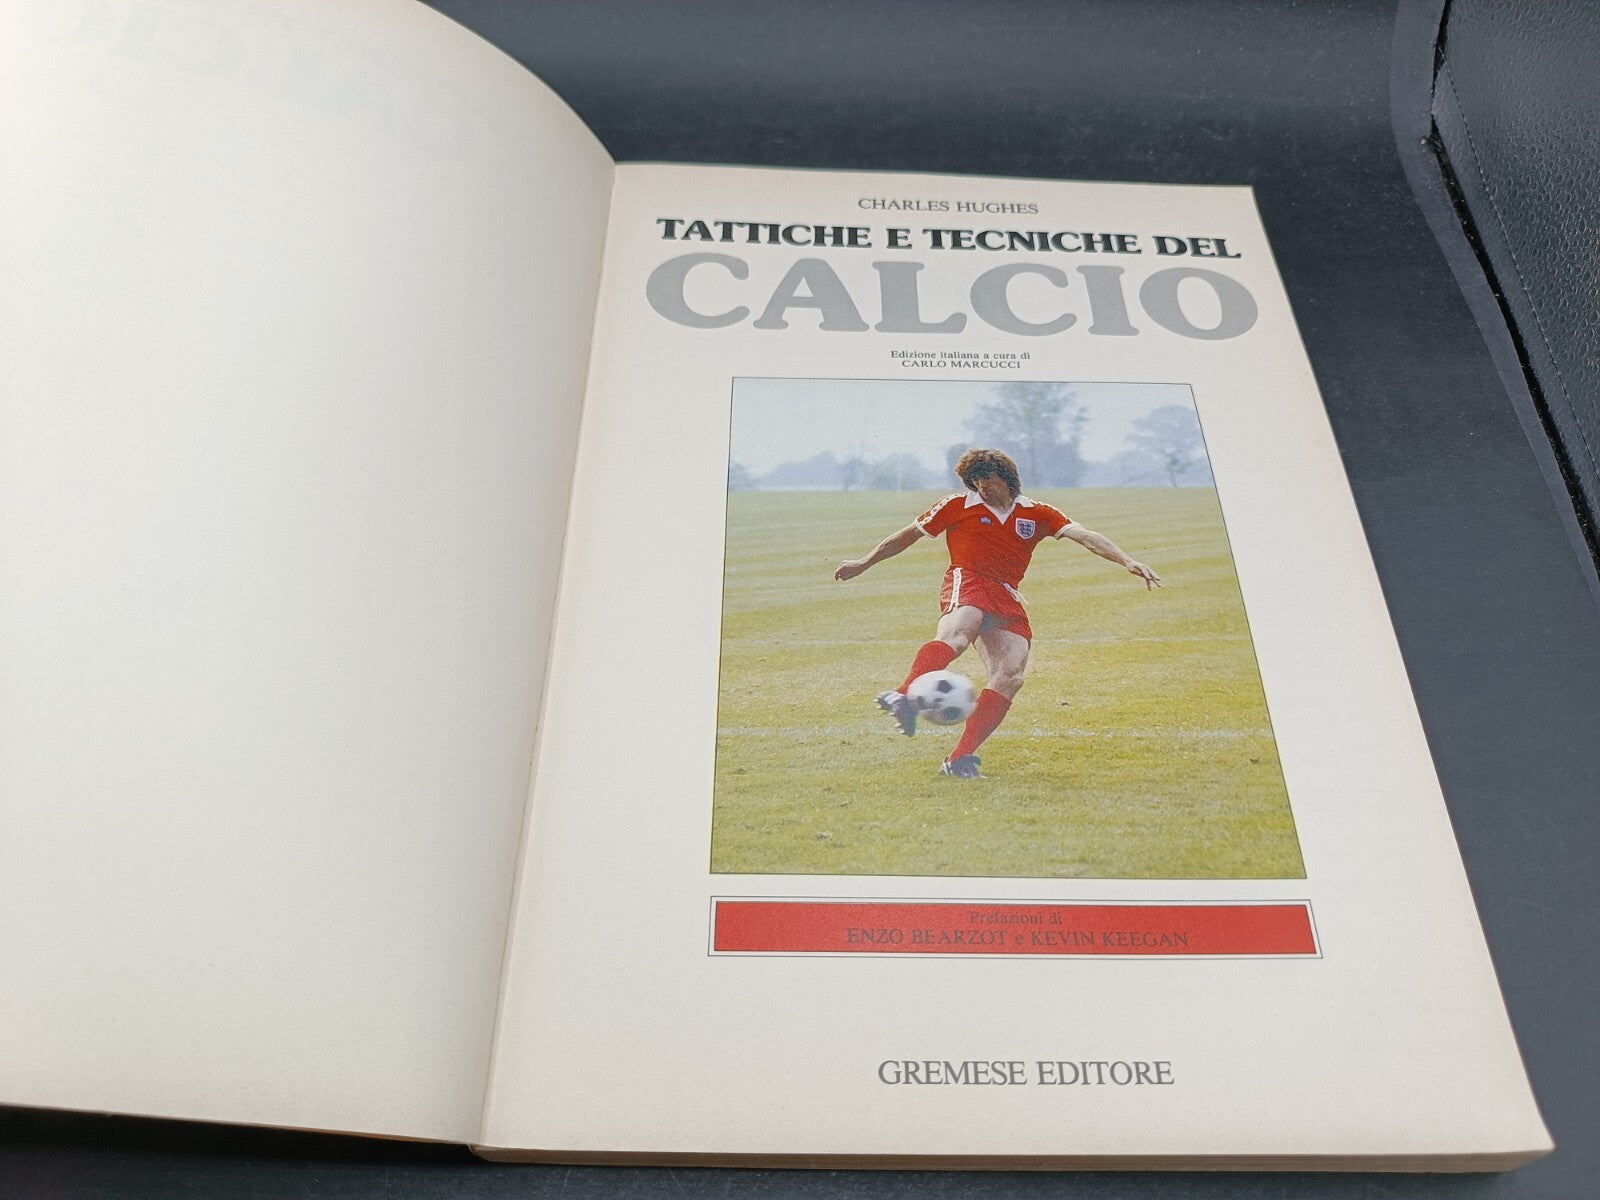 CHARLES HUGHES
TATTICHE E TECNICHE DEL
CALCIO
Edizione italiana a cura di
CARLO MARCUCCI
Prefazioni di
ENZO BEARZOT e KEVIN KEEGAN
GREMESE EDITORE